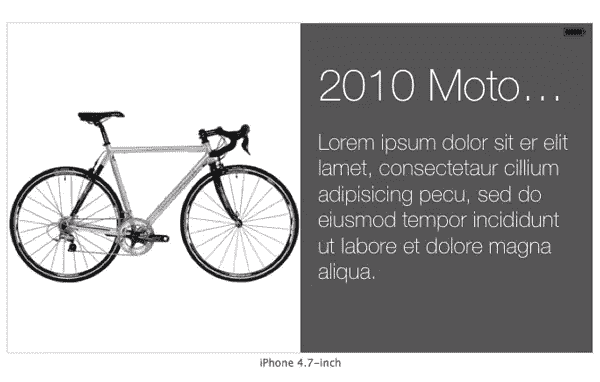 2010 Moto…
Lorem ipsum dolor sit er elit
lamet, consectetaur cillium
adipisicing pecu, sed do
eiusmod tempor incididunt
ut labore et dolore magna
aliqua.
iPhone 4.7-inch